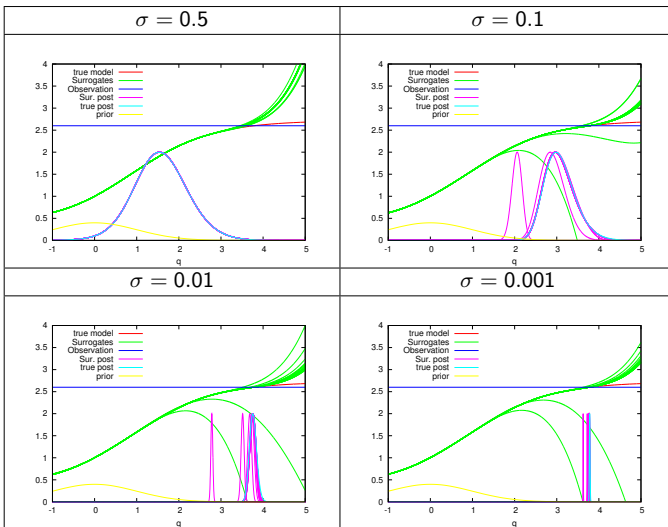 σ = 0.5
σ = 0.1
4
3.5
3
2.5
2
1.5
1
0.5
0
true model
Surrogates
Observation
Sur. post
true post
prior
-1 0 1 2 3 4 5
q
4
3.5
3
2.5
2
1.5
1
0.5
0
true model
Surrogates
Observation
Sur. post
true post
prior
-1 0 1 2 3 4 5
q
σ = 0.01
σ = 0.001
4
3.5
3
2.5
2
1.5
1
0.5
0
true model
Surrogates
Observation
Sur. post
true post
prior
-1 0 1 2 3 4 5
q
4
3.5
3
2.5
2
1.5
1
0.5
0
true model
Surrogates
Observation
Sur. post
true post
prior
-1 0 1 2 3 4 5
q